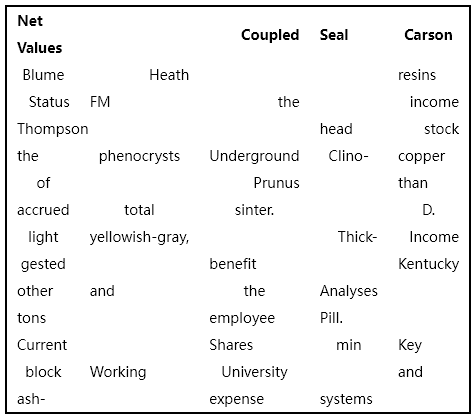 Net Values Coupled Seal Carson
Blume Heath resins
Status FM the income
Thompson head stock
the phenocrysts Underground Clino- copper
of Prunus than
accrued total sinter. D.
light yellowish-gray, Thick- Income
gested benefit Kentucky
other and the Analyses
tons employee Pill.
Current Shares min Key
block Working University and
ash- expense systems